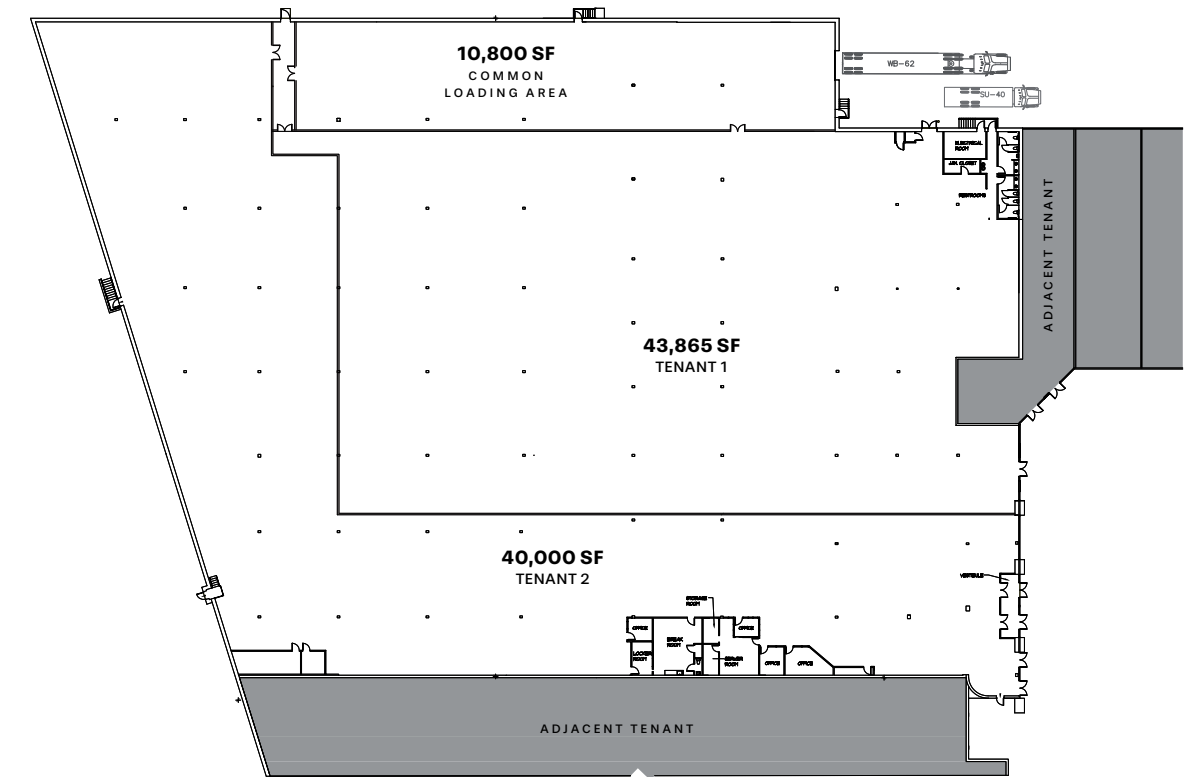 10,800 SF
COMMON
LOADING AREA
WB-62
SU-40
ELECTRICAL
ROOM
JAN. CLOSET
RESTROOMS
ADJACENT TENANT
43,865 SF
TENANT 1
40,000 SF
TENANT 2
VESTIBULE
STORAGE
ROOM
OFFICE
BREAK
ROOM
OFFICE
LOCKER
ROOM
ROOM
OFFICE
OFFICE
ADJACENT TENANT